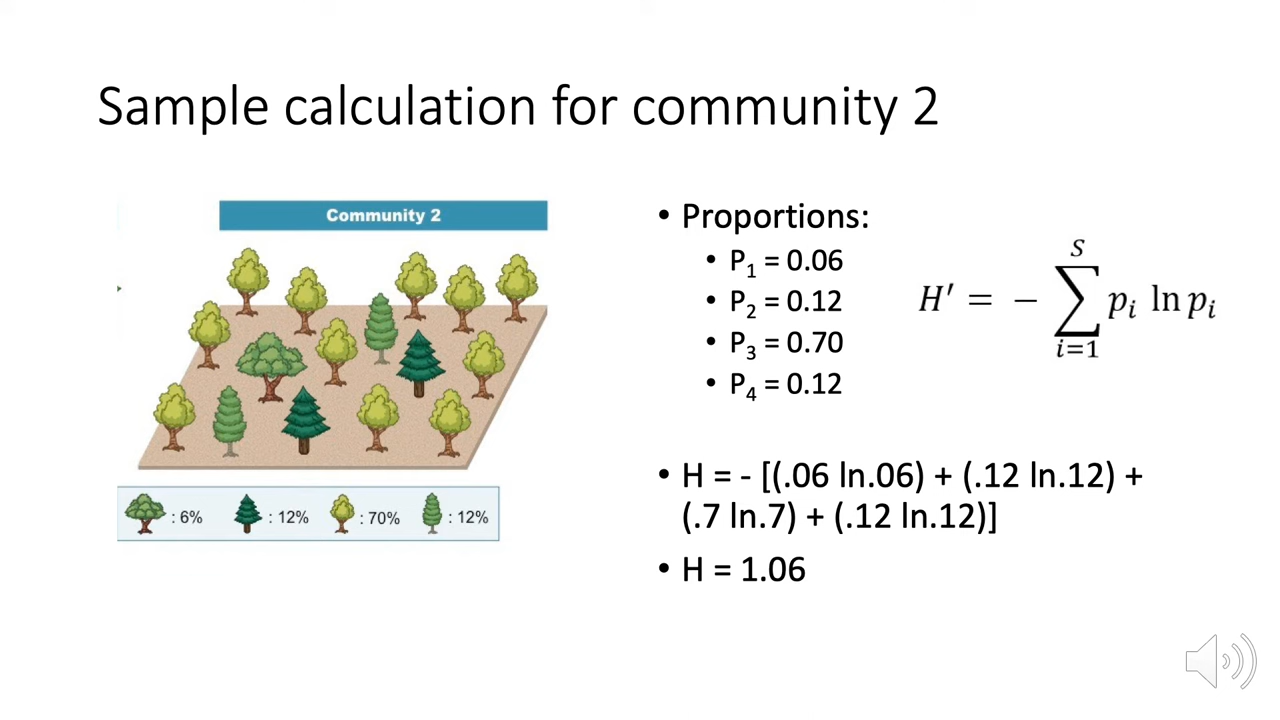 Sample calculation for community 2
Community 2
: 6%
: 12%
: 70%
: 12%
• Proportions:
• P₁ = 0.06
• P₂ = 0.12
• P₃ = 0.70
• P₄ = 0.12
H′ = − ∑ᵢ₌₁ˢ pᵢ ln pᵢ
• H = - [(.06 ln.06) + (.12 ln.12) +
(.7 ln.7) + (.12 ln.12)]
• H = 1.06